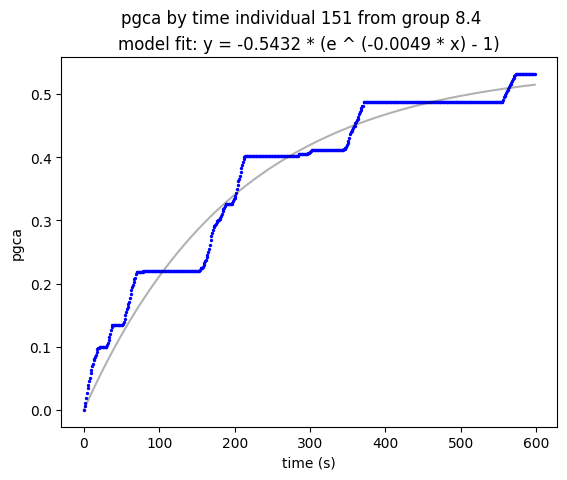 pgca by time individual 151 from group 8.4
model fit: y = -0.5432 * (e ^ (-0.0049 * x) - 1)
0.5
0.4
0.3
0.2
0.1
0.0
pgca
0 100 200 300 400 500 600
time (s)